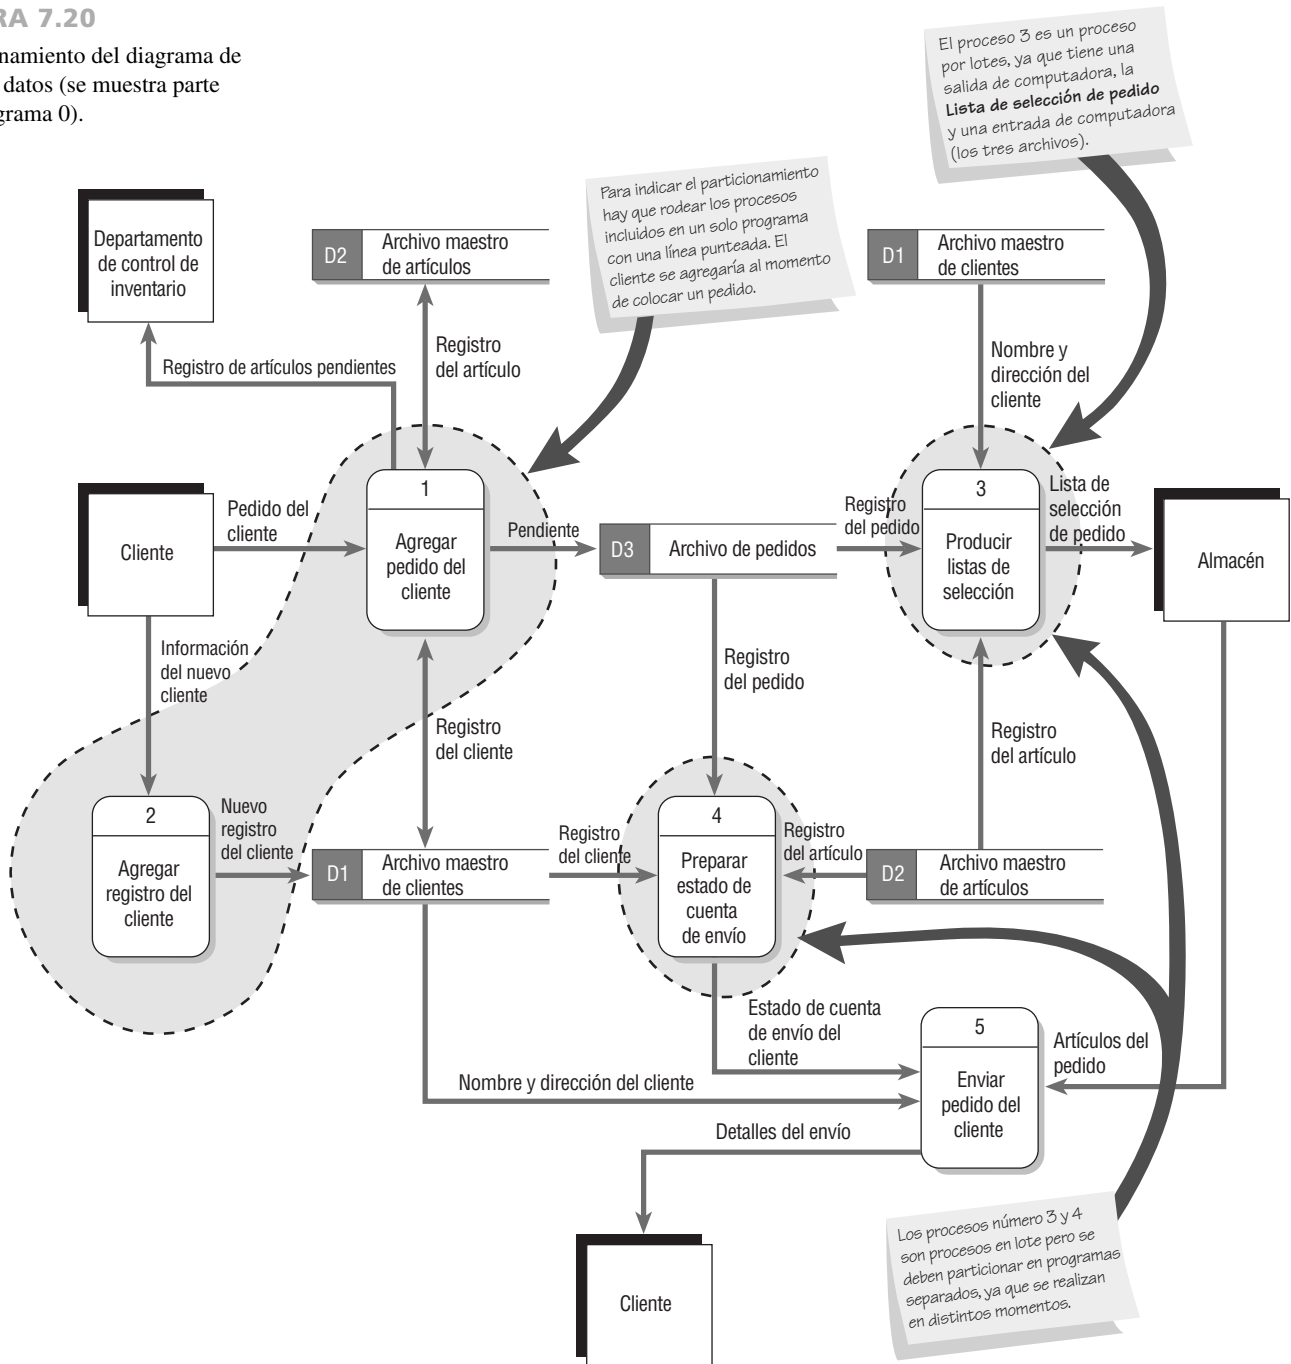 RA 7.20
namiento del diagrama de
datos (se muestra parte
grama 0).
El proceso 3 es un proceso
por lotes, ya que tiene una
salida de computadora, la
Lista de selección de pedido
y una entrada de computadora
(los tres archivos).
Para indicar el particionamiento
hay que rodear los procesos
incluidos en un solo programa
con una línea punteada. El
cliente se agregaría al momento
de colocar un pedido.
Departamento
de control de
inventario
D2
Archivo maestro
de artículos
D1
Archivo maestro
de clientes
Registro
del artículo
Registro de artículos pendientes
Nombre y
dirección del
cliente
Cliente
Pedido del
cliente
1
Agregar
pedido del
cliente
Pendiente
D3
Archivo de pedidos
Registro
del pedido
3
Producir
listas de
selección
Lista de
selección
de pedido
Almacén
Información
del nuevo
cliente
Registro
del pedido
Registro
del cliente
Registro
del artículo
2
Agregar
registro del
cliente
Nuevo
registro
del cliente
D1
Archivo maestro
de clientes
Registro
del cliente
4
Preparar
estado de
cuenta
de envío
Registro
del artículo
D2
Archivo maestro
de artículos
Estado de cuenta
de envío del
cliente
5
Enviar
pedido del
cliente
Artículos del
pedido
Nombre y dirección del cliente
Detalles del envío
Cliente
Los procesos número 3 y 4
son procesos en lote pero se
deben particionar en programas
separados, ya que se realizan
en distintos momentos.